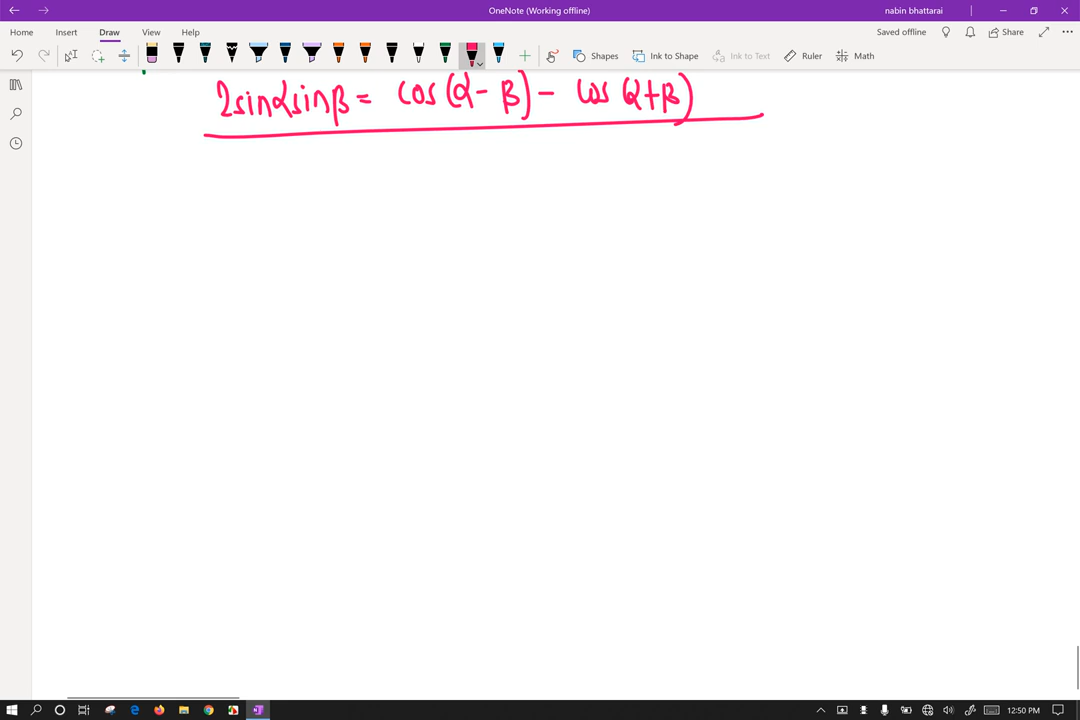 OneNote (Working offline)
nabin bhattarai
Home Insert Draw View Help
Saved offline Share
Shapes Ink to Shape Ink to Text Ruler Math
2sinαsinβ = cos(α-β) - cos(α+β)
12:50 PM